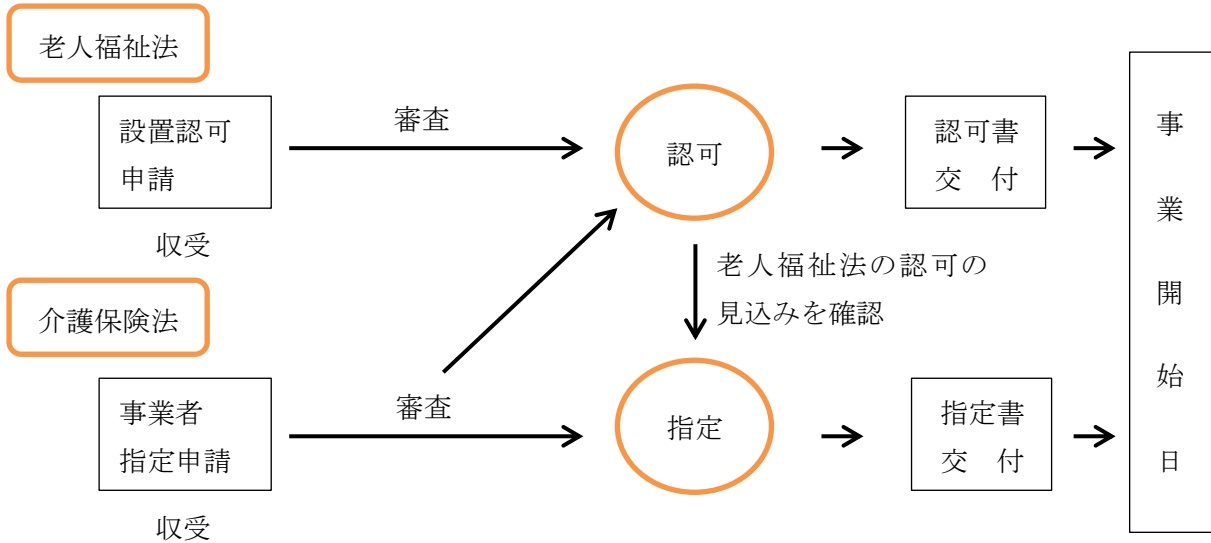 老人福祉法
設置認可
申請
収受
審査
認可
認可書
交　付
老人福祉法の認可の
見込みを確認
介護保険法
事業者
指定申請
収受
審査
指定
指定書
交　付
事業開始日